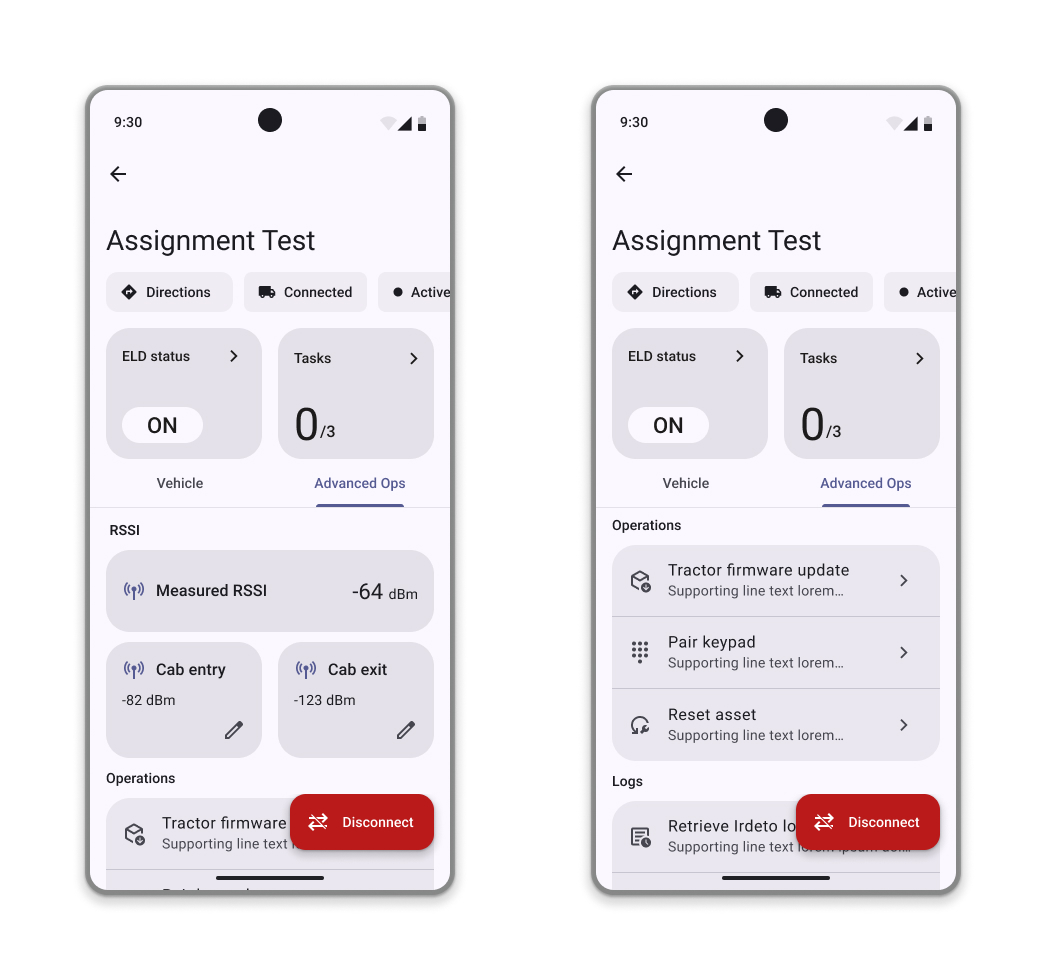 9:30
Assignment Test
Directions
Connected
Active
ELD status
Tasks
ON
0/3
Vehicle
Advanced Ops
RSSI
Measured RSSI
-64 dBm
Cab entry
Cab exit
-82 dBm
-123 dBm
Operations
Tractor firmware
Supporting line text
Disconnect
9:30
Assignment Test
Directions
Connected
Active
ELD status
Tasks
ON
0/3
Vehicle
Advanced Ops
Operations
Tractor firmware update
Supporting line text lorem...
Pair keypad
Supporting line text lorem...
Reset asset
Supporting line text lorem...
Logs
Retrieve Irdeto lo
Supporting line text
Disconnect